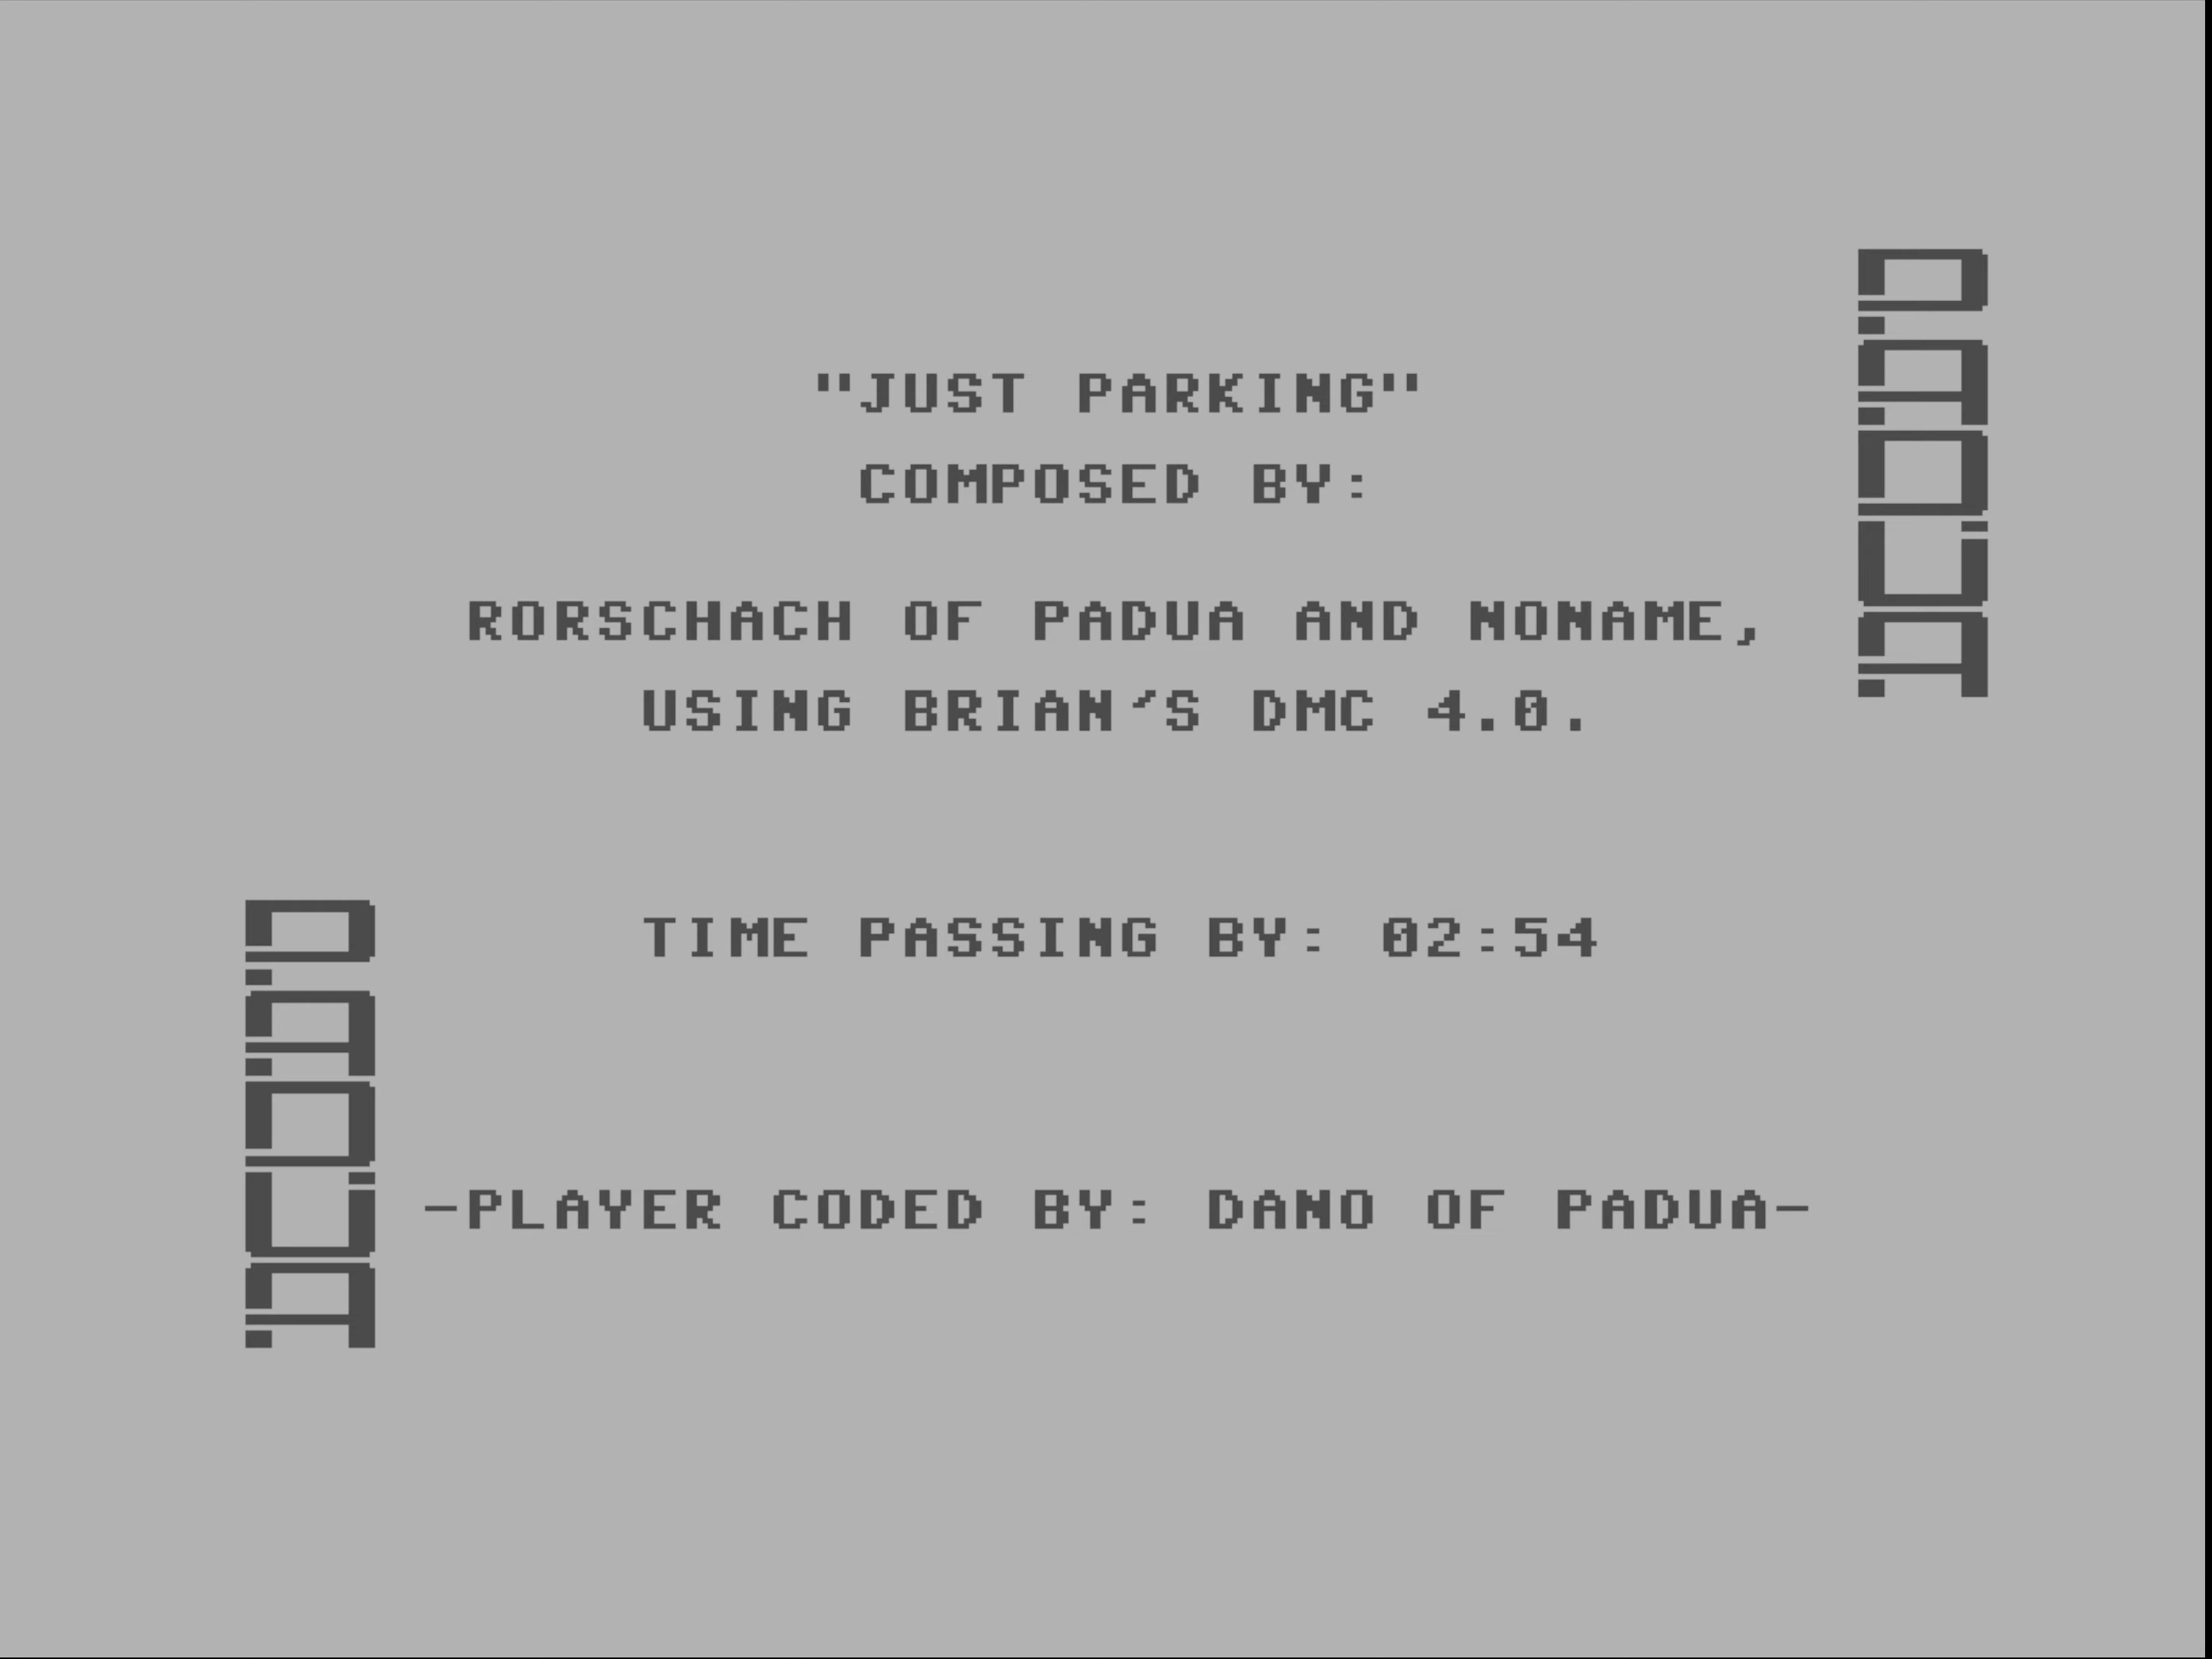 "JUST PARKING"
COMPOSED BY:
RORSCHACH OF PADUA AND NONAME,
USING BRIAN'S DMC 4.0.
TIME PASSING BY: 02:54
-PLAYER CODED BY: DANO OF PADUA-
PADUA
PADUA